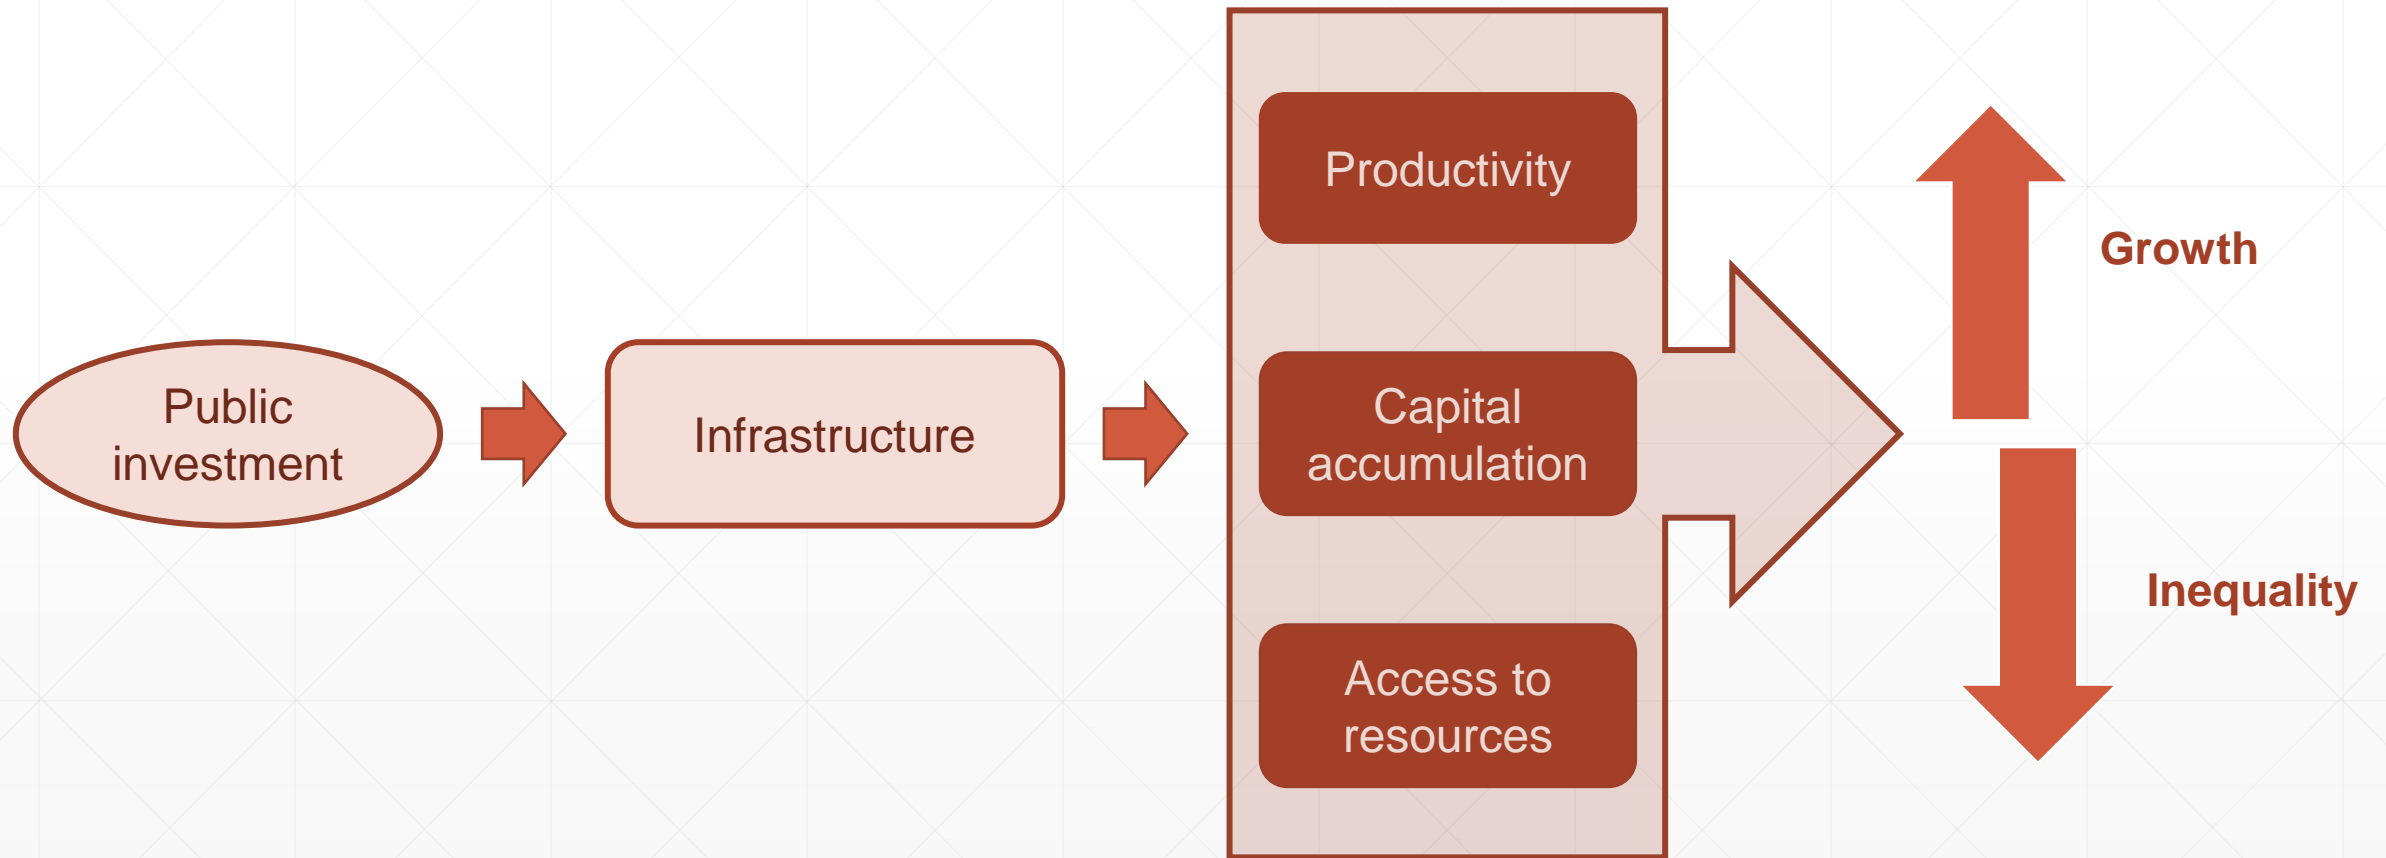 Public
investment
Infrastructure
Productivity
Capital
accumulation
Access to
resources
Growth
Inequality